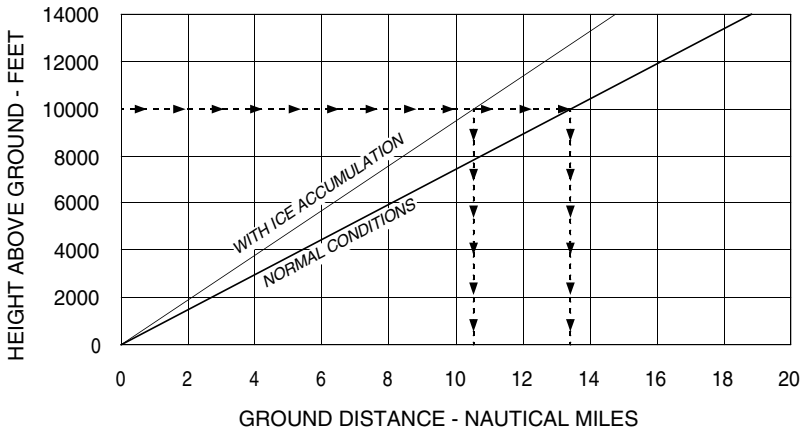 HEIGHT ABOVE GROUND - FEET
14000
12000
10000
8000
6000
4000
2000
0
WITH ICE ACCUMULATION
NORMAL CONDITIONS
0 2 4 6 8 10 12 14 16 18 20
GROUND DISTANCE - NAUTICAL MILES